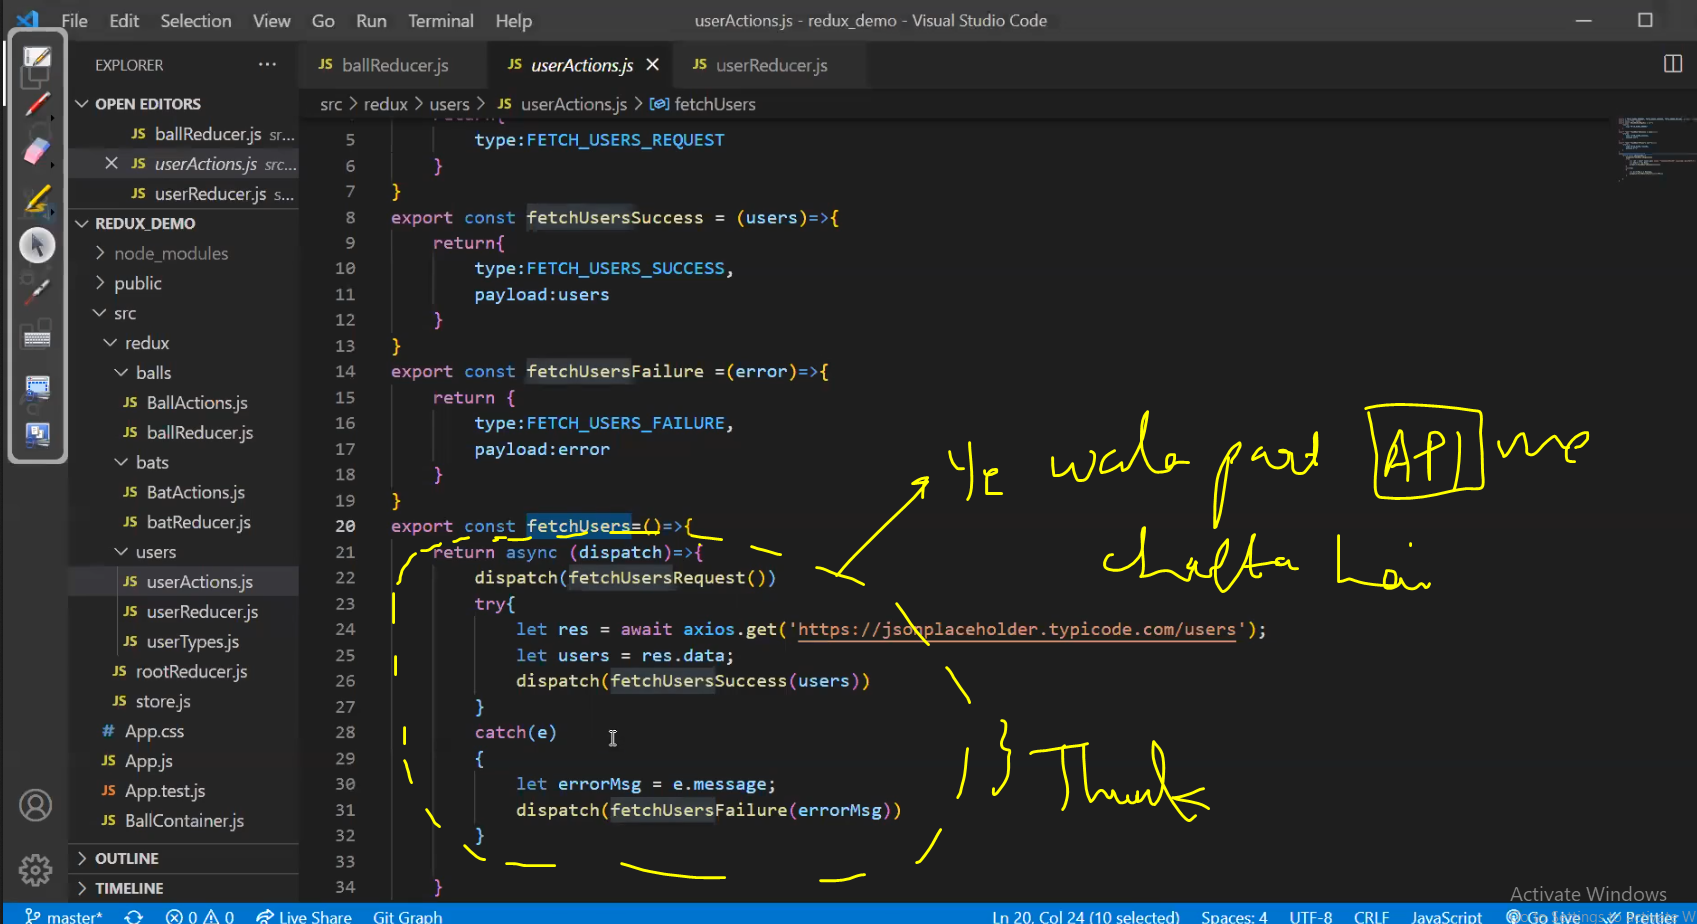 File Edit Selection View Go Run Terminal Help
userActions.js - redux_demo - Visual Studio Code
EXPLORER
OPEN EDITORS
JS ballReducer.js sr...
JS userActions.js src...
JS userReducer.js s...
REDUX_DEMO
node_modules
public
src
redux
balls
JS BallActions.js
JS ballReducer.js
bats
JS BatActions.js
JS batReducer.js
users
JS userActions.js
JS userReducer.js
JS userTypes.js
JS rootReducer.js
JS store.js
# App.css
JS App.js
JS App.test.js
JS BallContainer.js
OUTLINE
TIMELINE
JS ballReducer.js JS userActions.js JS userReducer.js
src > redux > users > JS userActions.js > fetchUsers
return{
5 type:FETCH_USERS_REQUEST
6 }
7 }
8 export const fetchUsersSuccess = (users)=>{
9 return{
10 type:FETCH_USERS_SUCCESS,
11 payload:users
12 }
13 }
14 export const fetchUsersFailure =(error)=>{
15 return {
16 type:FETCH_USERS_FAILURE,
17 payload:error
18 }
19 }
20 export const fetchUsers=()=>{
21 return async (dispatch)=>{
22 dispatch(fetchUsersRequest())
23 try{
24 let res = await axios.get('https://jsonplaceholder.typicode.com/users');
25 let users = res.data;
26 dispatch(fetchUsersSuccess(users))
27 }
28 catch(e)
29 {
30 let errorMsg = e.message;
31 dispatch(fetchUsersFailure(errorMsg))
32 }
33
34 }
Ye wala part API me
chalta hai
} Thunk
Activate Windows
Go to Settings to Activate W
master* 0 0 Live Share Git Graph
Ln 20, Col 24 (10 selected) Spaces: 4 UTF-8 CRLF JavaScript Go Live Prettier